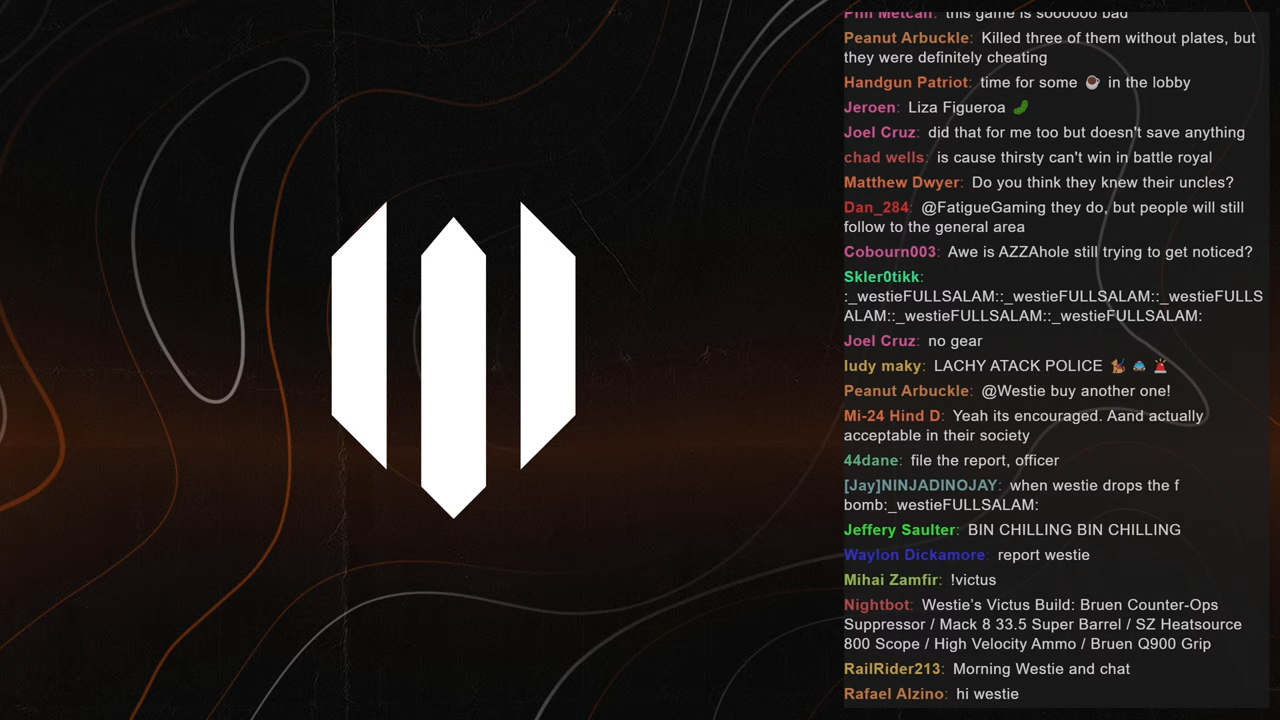 Phil Metcalf: this game is soooooo bad
Peanut Arbuckle: Killed three of them without plates, but
they were definitely cheating
Handgun Patriot: time for some ☕ in the lobby
Jeroen: Liza Figueroa 🥒
Joel Cruz: did that for me too but doesn't save anything
chad wells: is cause thirsty can't win in battle royal
Matthew Dwyer: Do you think they knew their uncles?
Dan_284: @FatigueGaming they do, but people will still
follow to the general area
Cobourn003: Awe is AZZAhole still trying to get noticed?
Skler0tikk:
:_westieFULLSALAM::_westieFULLSALAM::_westieFULLS
ALAM::_westieFULLSALAM::_westieFULLSALAM:
Joel Cruz: no gear
ludy maky: LACHY ATACK POLICE 🐕‍🦺 🚔 🚨
Peanut Arbuckle: @Westie buy another one!
Mi-24 Hind D: Yeah its encouraged. Aand actually
acceptable in their society
44dane: file the report, officer
[Jay]NINJADINOJAY: when westie drops the f
bomb:_westieFULLSALAM:
Jeffery Saulter: BIN CHILLING BIN CHILLING
Waylon Dickamore: report westie
Mihai Zamfir: !victus
Nightbot: Westie's Victus Build: Bruen Counter-Ops
Suppressor / Mack 8 33.5 Super Barrel / SZ Heatsource
800 Scope / High Velocity Ammo / Bruen Q900 Grip
RailRider213: Morning Westie and chat
Rafael Alzino: hi westie